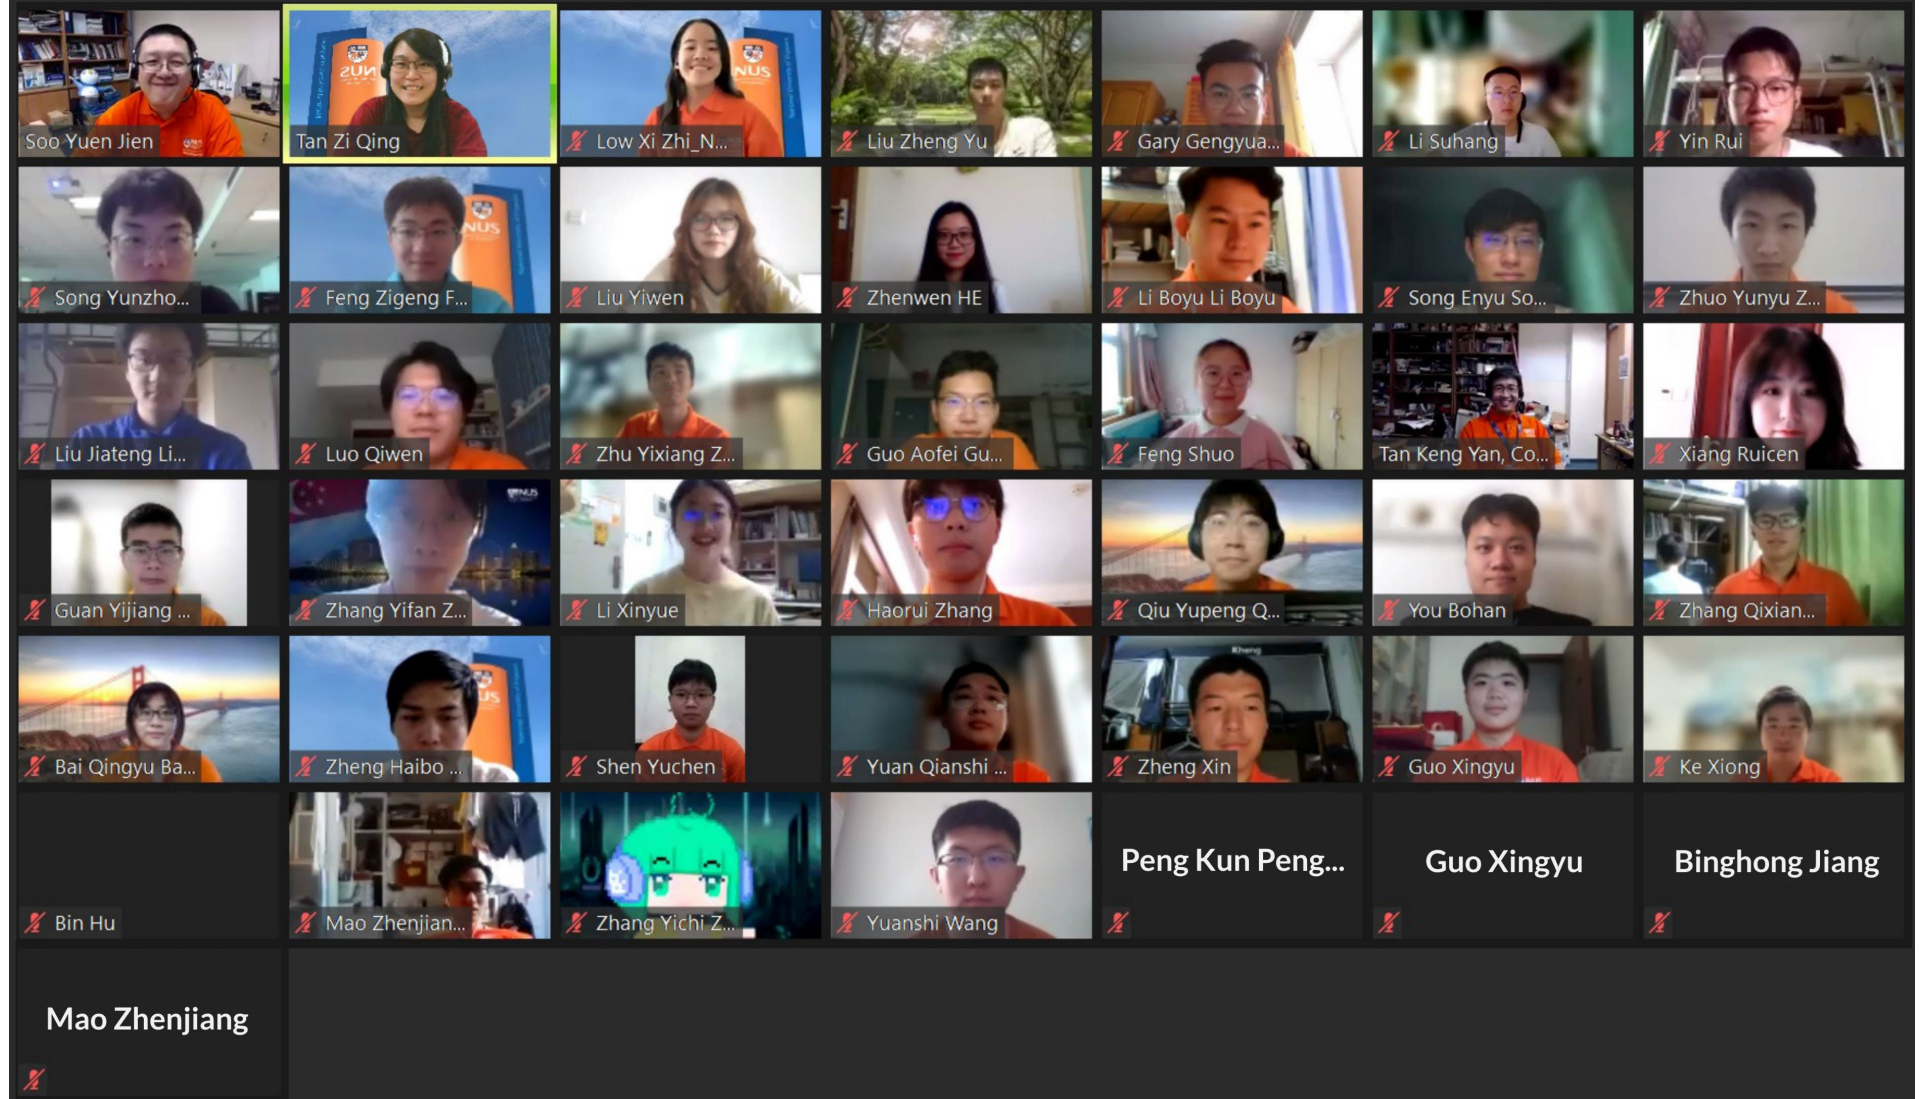 Soo Yuen Jien
NUS
Tan Zi Qing
NUS
Low Xi Zhi_N...
Liu Zheng Yu
Gary Gengyua...
Li Suhang
Yin Rui
Song Yunzho...
NUS
Feng Zigeng F...
Liu Yiwen
Zhenwen HE
Li Boyu Li Boyu
Song Enyu So...
Zhuo Yunyu Z...
Liu Jiateng Li...
Luo Qiwen
Zhu Yixiang Z...
Guo Aofei Gu...
Feng Shuo
Tan Keng Yan, Co...
Xiang Ruicen
Guan Yijiang ...
NUS
Zhang Yifan Z...
Li Xinyue
Haorui Zhang
Qiu Yupeng Q...
You Bohan
Zhang Qixian...
Bai Qingyu Ba...
Zheng Haibo ...
Shen Yuchen
Yuan Qianshi ...
Zheng Xin
Guo Xingyu
Ke Xiong
Bin Hu
Mao Zhenjian...
Zhang Yichi Z...
Yuanshi Wang
Peng Kun Peng...
Guo Xingyu
Binghong Jiang
Mao Zhenjiang